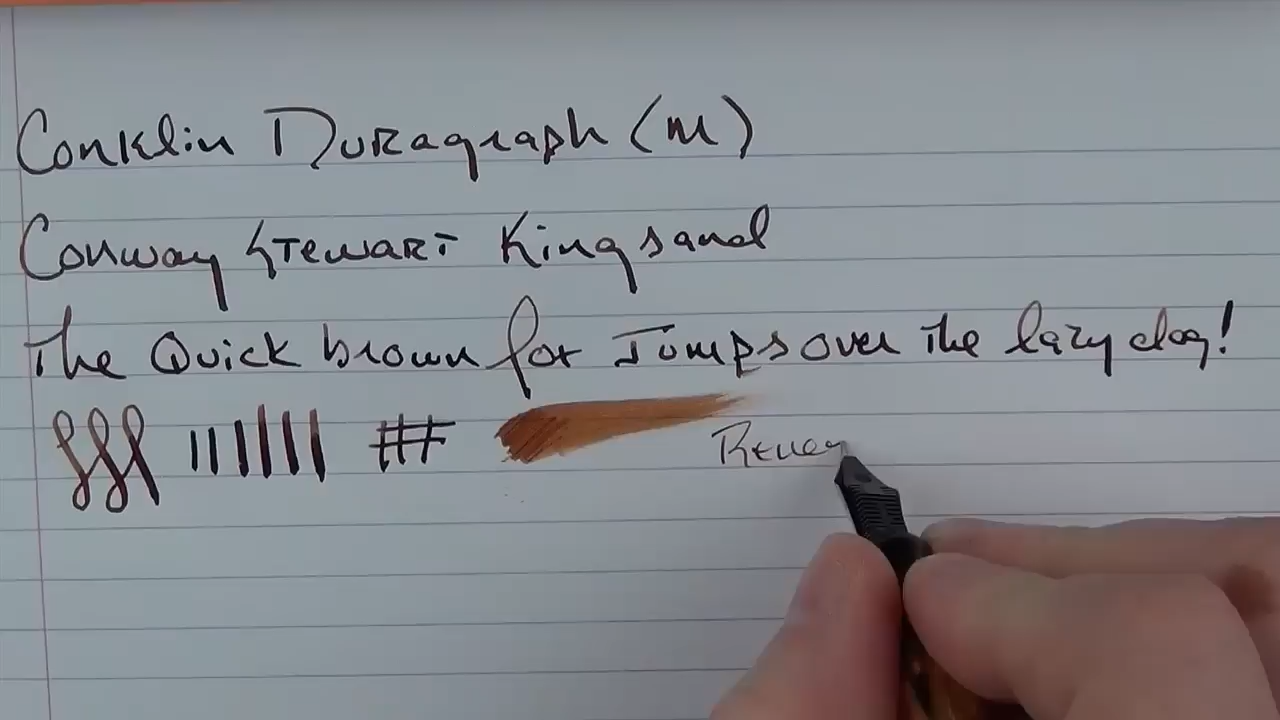 Conklin Duragraph (M)
Conway Stewart Kingsand
The Quick brown fox Jumps over the lazy dog!